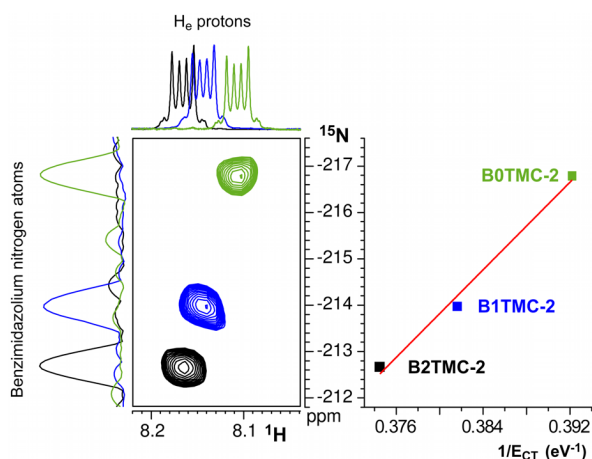 Hₑ protons
Benzimidazolium nitrogen atoms
¹⁵N
-217
-216
-215
-214
-213
-212
ppm
8.2
8.1
¹H
B0TMC-2
B1TMC-2
B2TMC-2
0.376
0.384
0.392
1/E_CT (eV⁻¹)